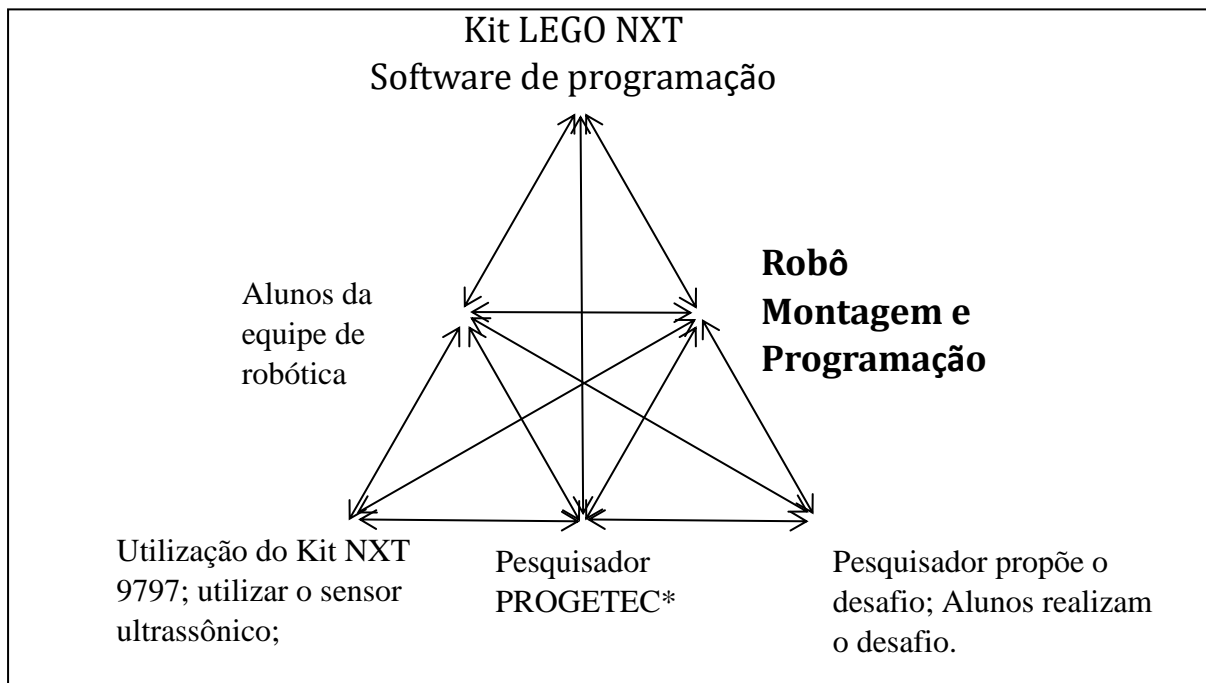 Kit LEGO NXT
Software de programação
Alunos da
equipe de
robótica
Robô
Montagem e
Programação
Utilização do Kit NXT
9797; utilizar o sensor
ultrassônico;
Pesquisador
PROGETEC*
Pesquisador propõe o
desafio; Alunos realizam
o desafio.